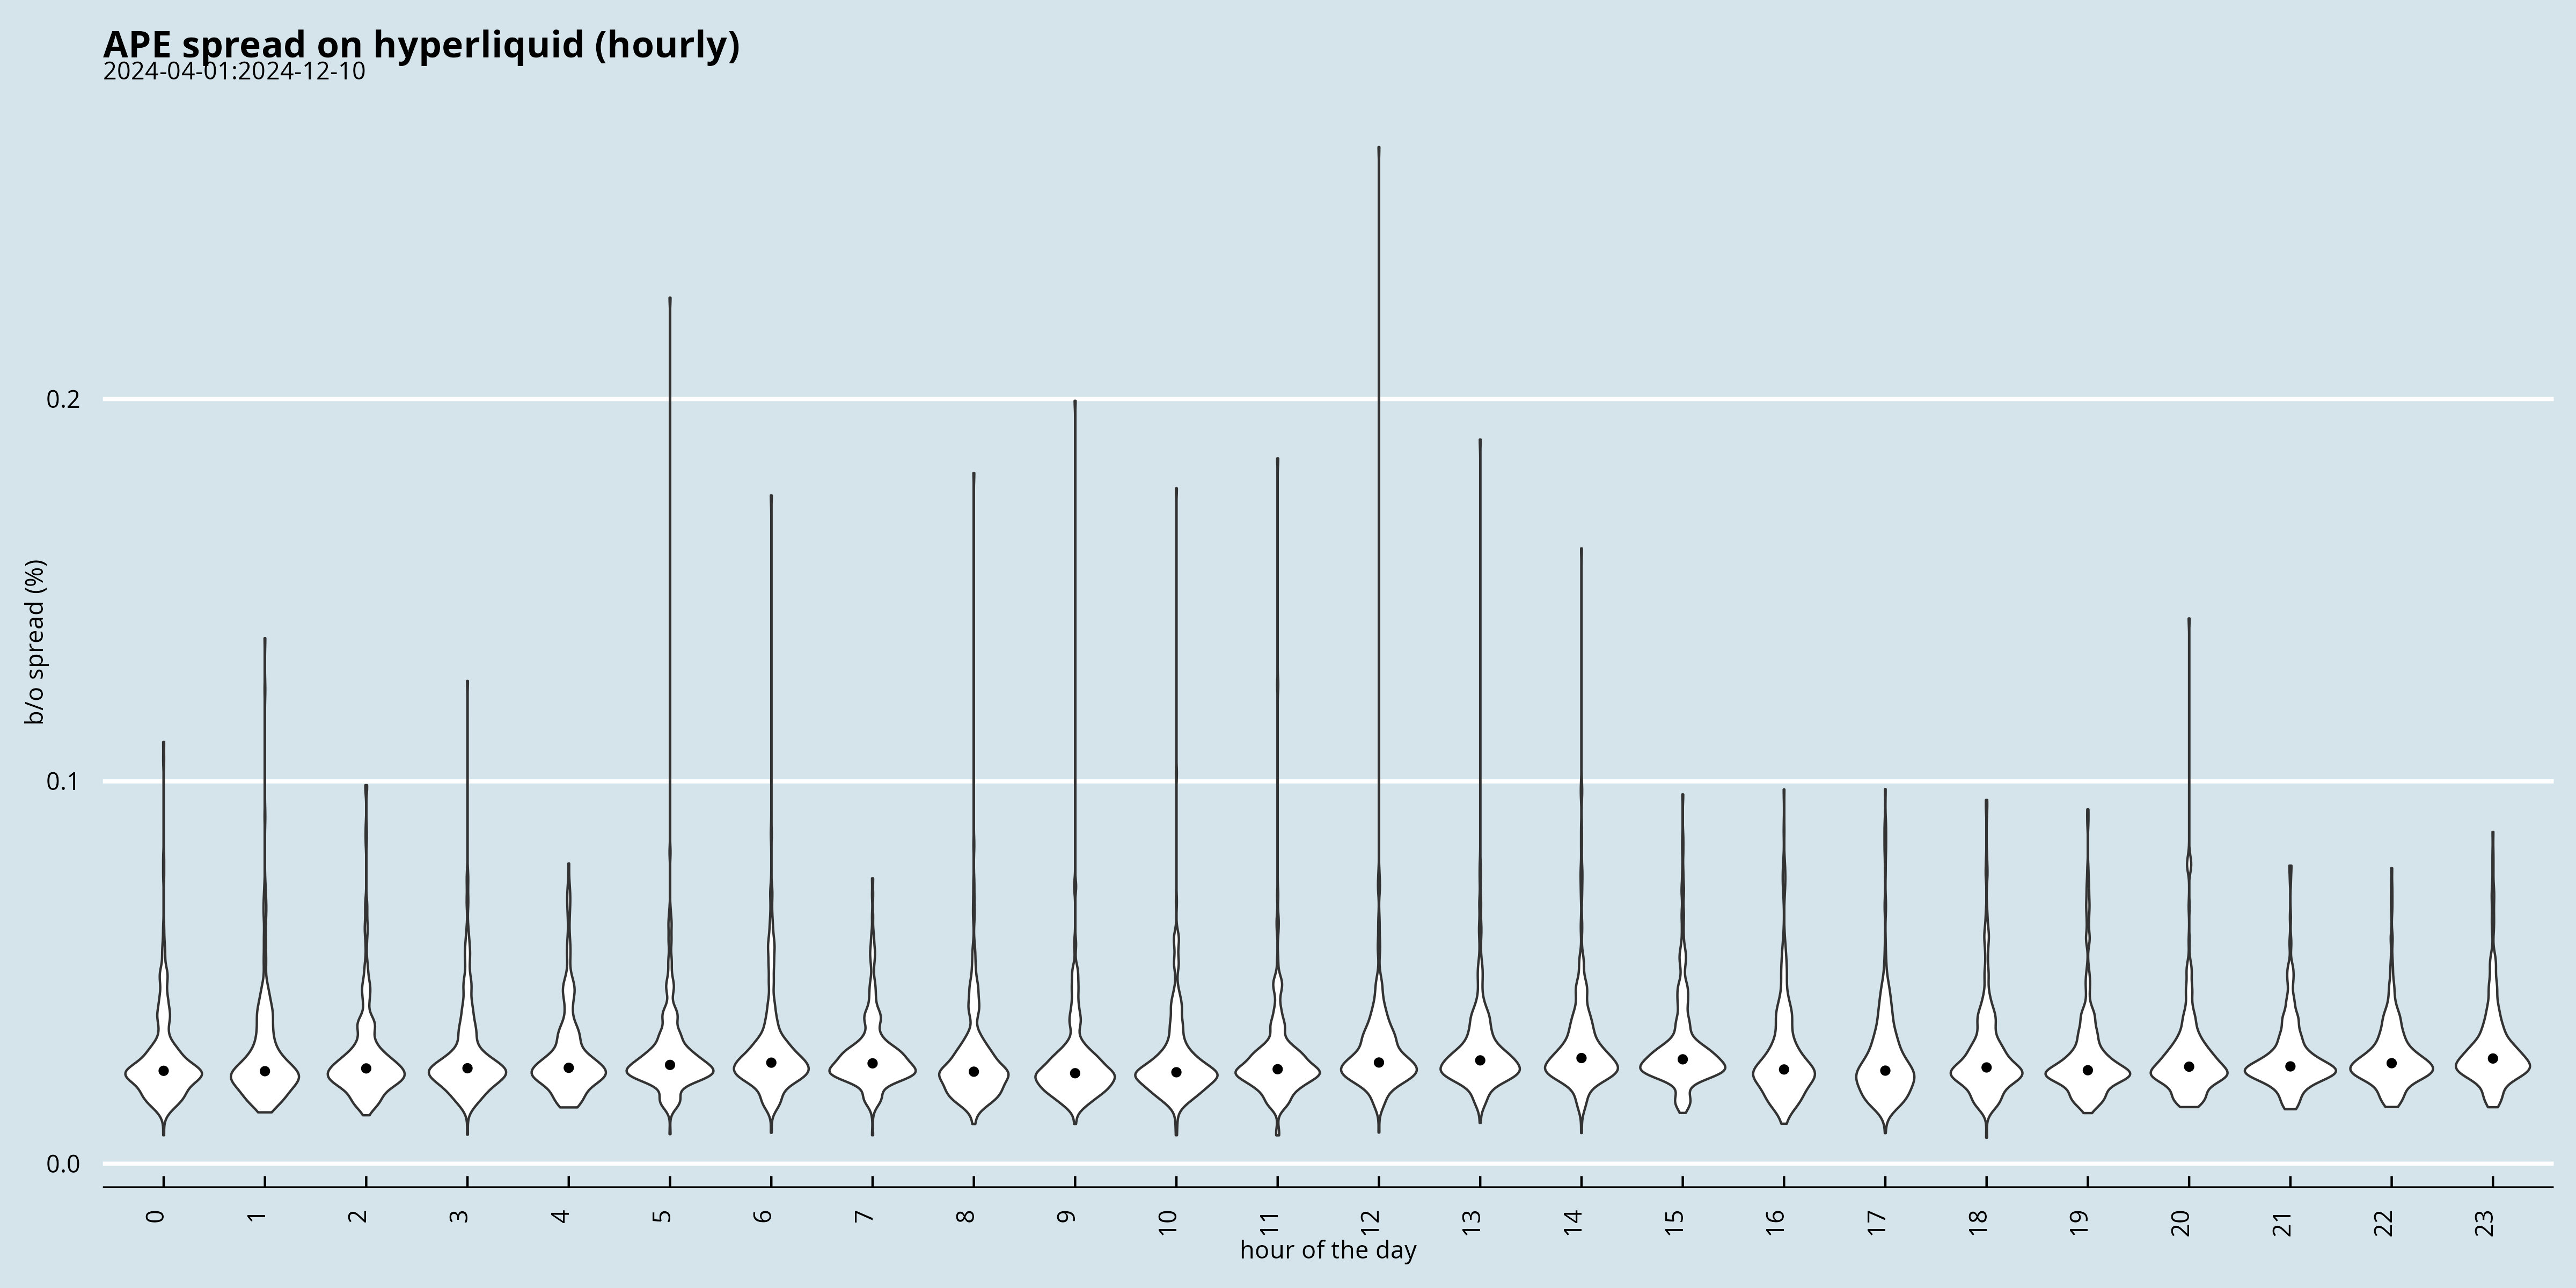 APE spread on hyperliquid (hourly)
2024-04-01:2024-12-10
b/o spread (%)
0.2
0.1
0.0
0 1 2 3 4 5 6 7 8 9 10 11 12 13 14 15 16 17 18 19 20 21 22 23
hour of the day